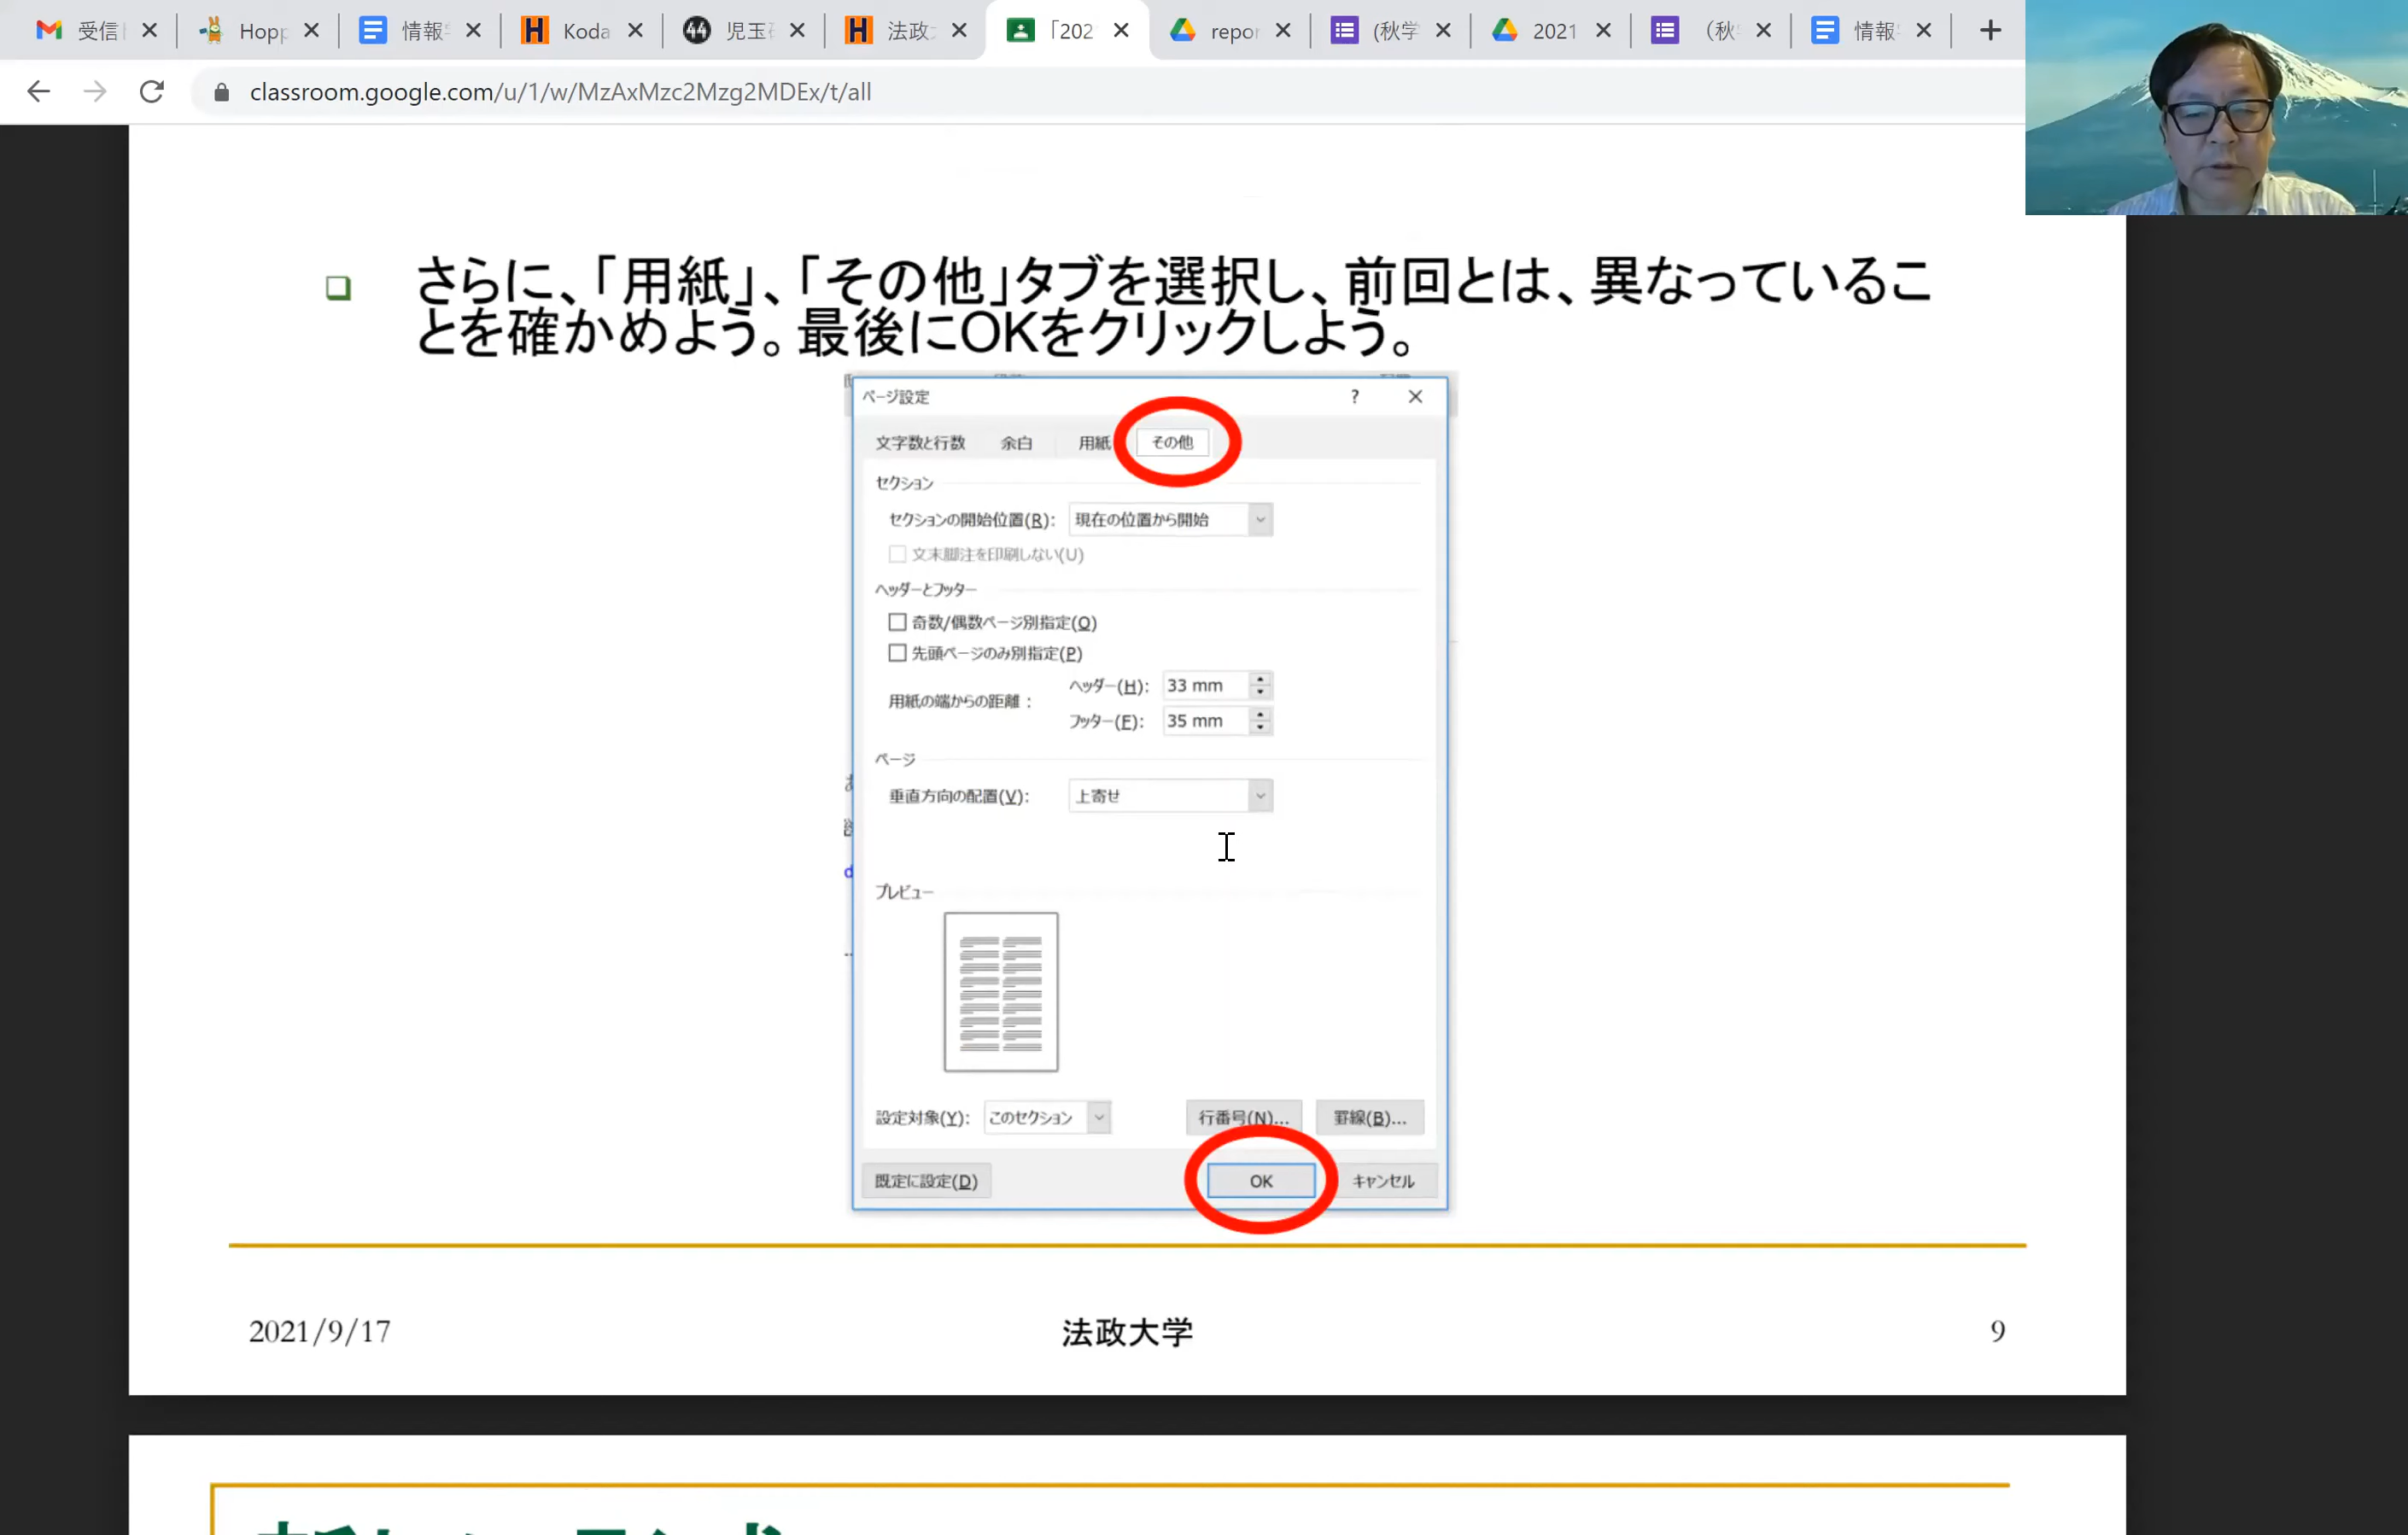 受信
Hopp
情報
Koda
児玉
法政
「202
repor
(秋学
2021
(秋
情報
classroom.google.com/u/1/w/MzAxMzc2Mzg2MDEx/t/all
さらに、「用紙」、「その他」タブを選択し、前回とは、異なっているこ
とを確かめよう。最後にOKをクリックしよう。
ページ設定
?
文字数と行数 余白 用紙 その他
セクション
セクションの開始位置(R): 現在の位置から開始
文末脚注を印刷しない(U)
ヘッダーとフッター
奇数/偶数ページ別指定(O)
先頭ページのみ別指定(P)
用紙の端からの距離:
ヘッダー(H): 33 mm
フッター(F): 35 mm
ページ
垂直方向の配置(V): 上寄せ
プレビュー
設定対象(Y): このセクション 行番号(N)... 罫線(B)...
既定に設定(D) OK キャンセル
2021/9/17 法政大学 9